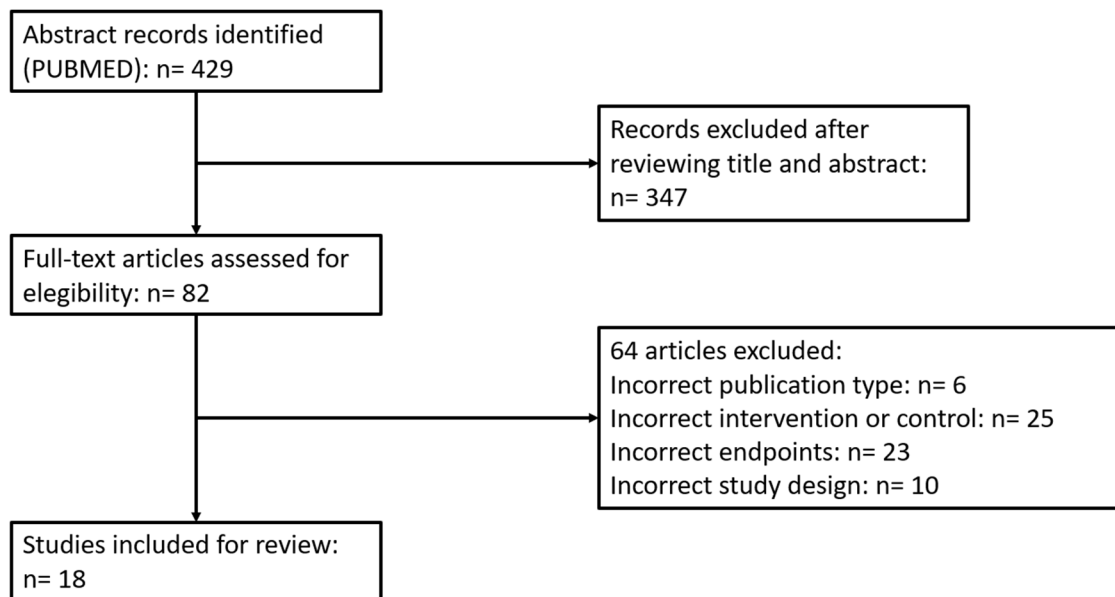 Abstract records identified
(PUBMED): n= 429
Records excluded after
reviewing title and abstract:
n= 347
Full-text articles assessed for
elegibility: n= 82
64 articles excluded:
Incorrect publication type: n= 6
Incorrect intervention or control: n= 25
Incorrect endpoints: n= 23
Incorrect study design: n= 10
Studies included for review:
n= 18